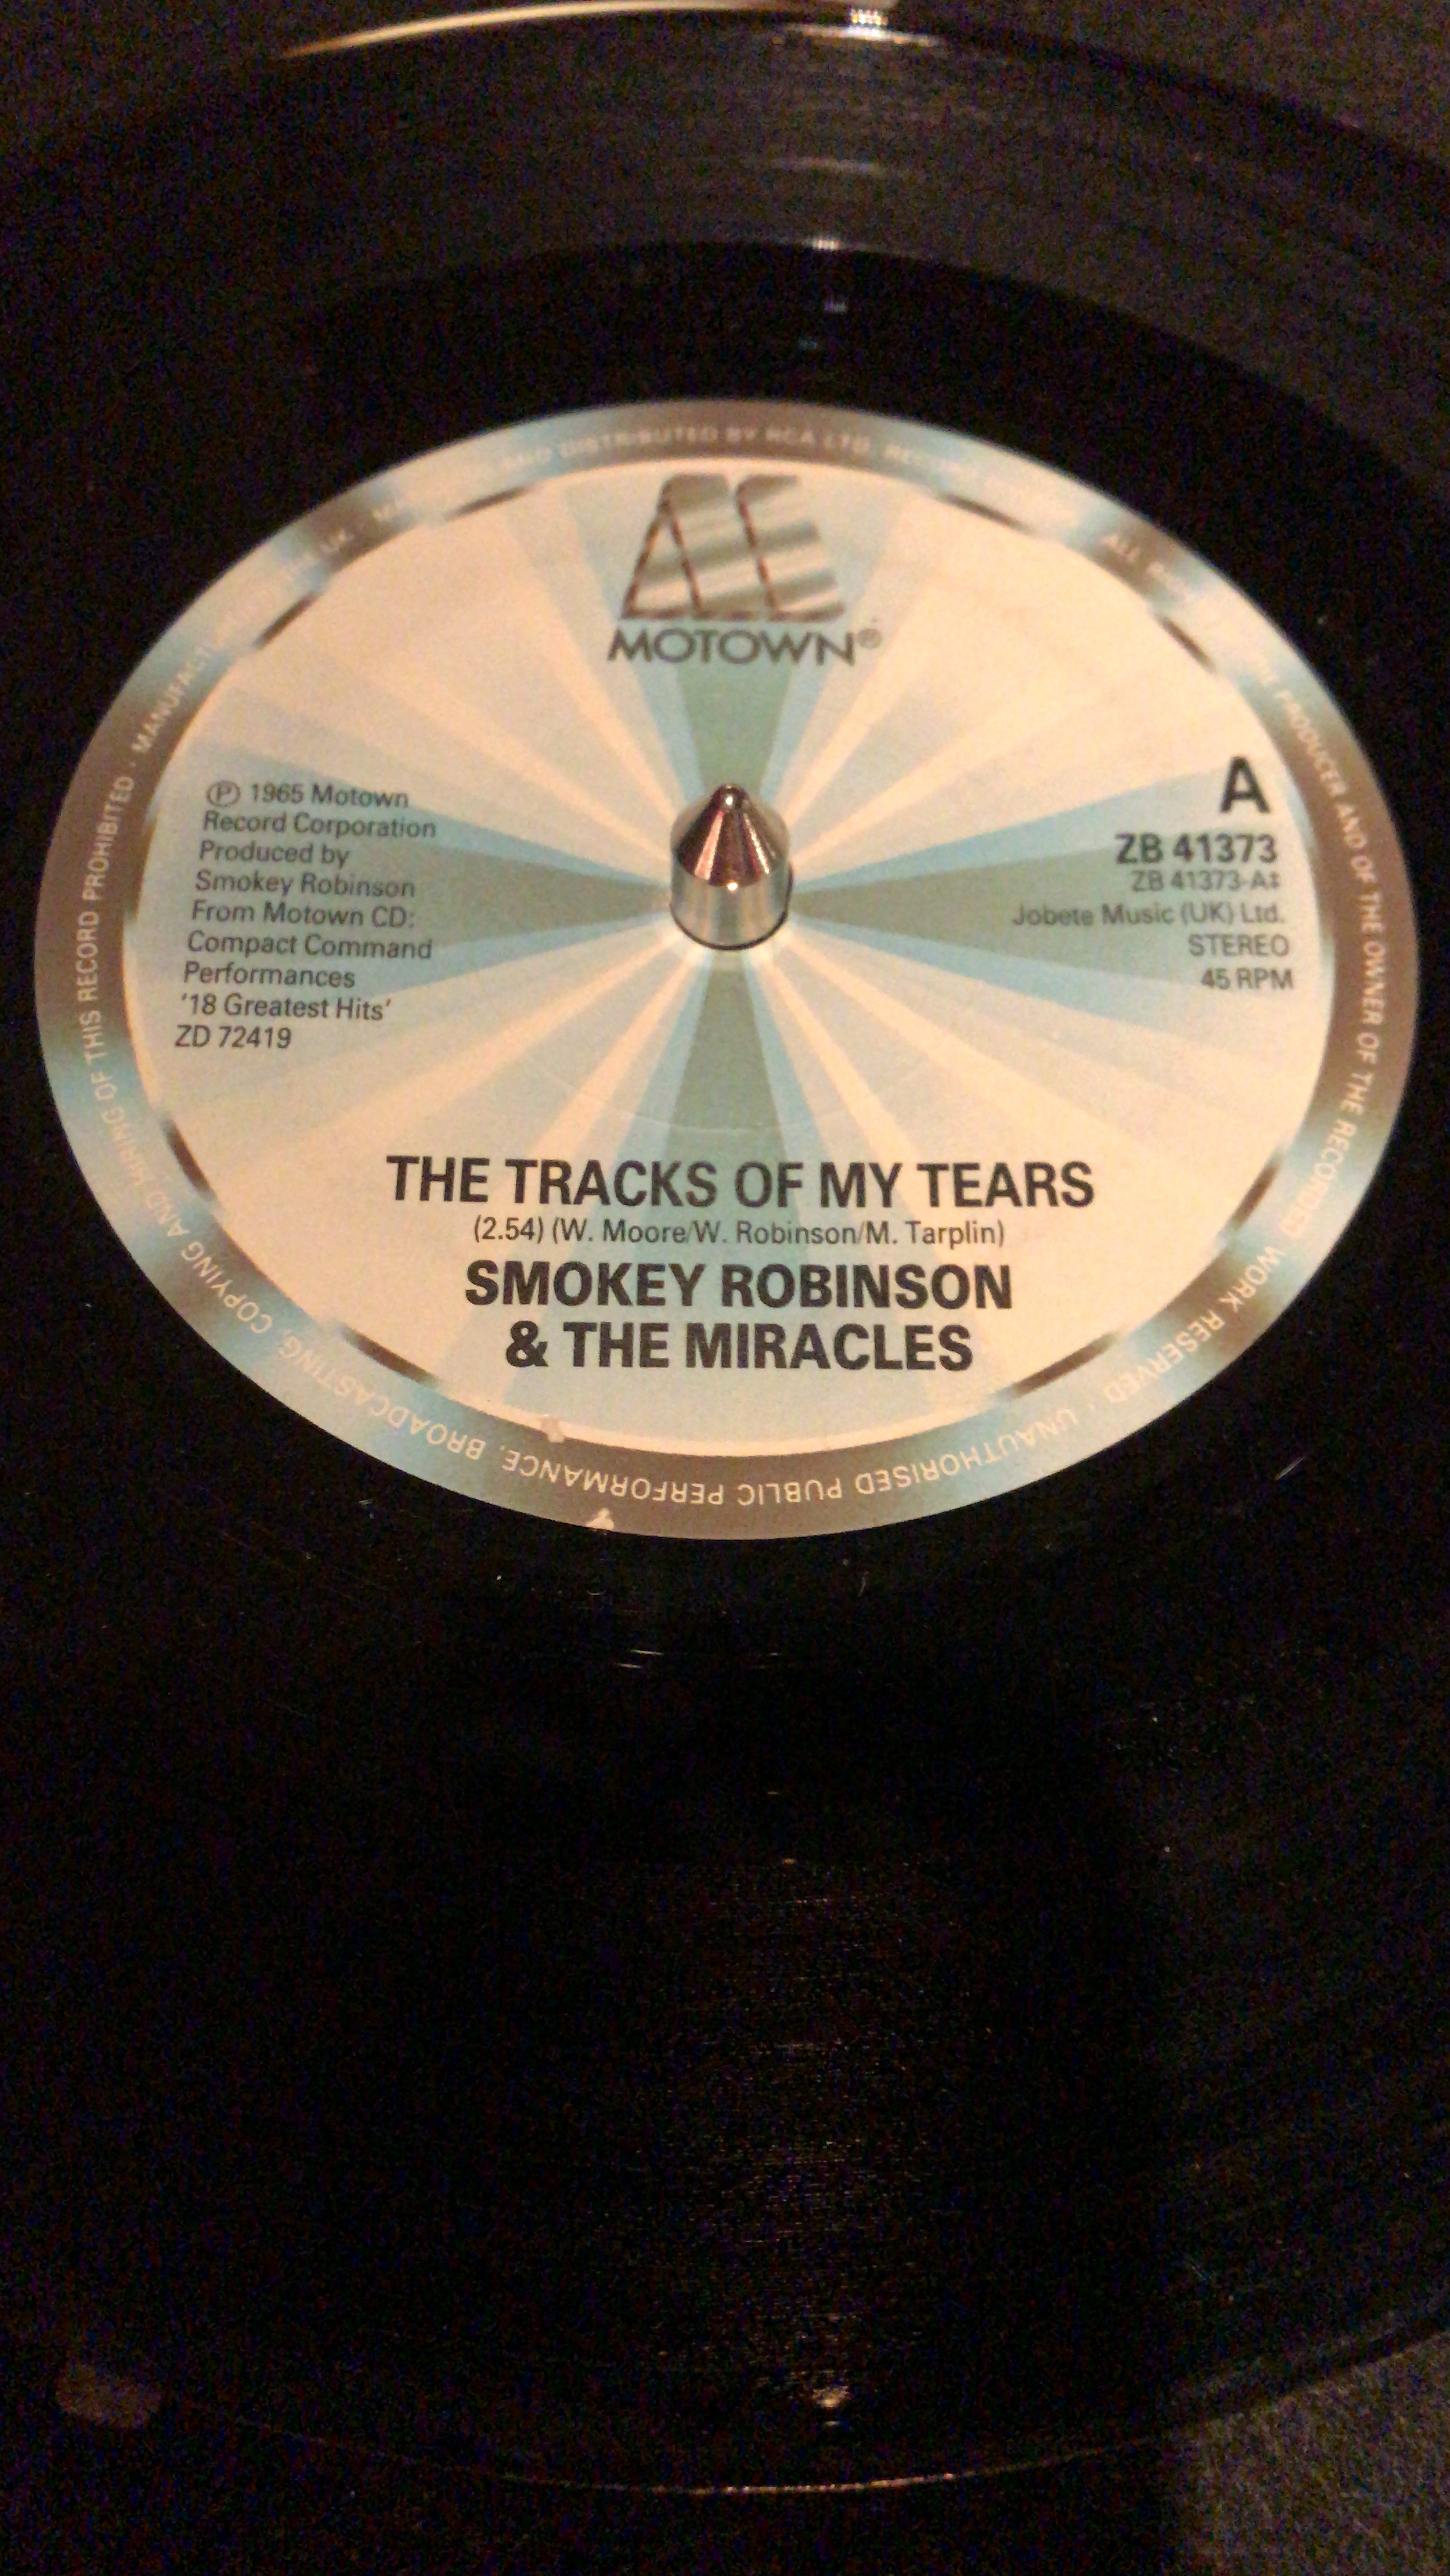 MOTOWN®
Ⓟ 1965 Motown
Record Corporation
Produced by
Smokey Robinson
From Motown CD:
Compact Command
Performances
'18 Greatest Hits'
ZD 72419
A
ZB 41373
ZB 41373-A‡
Jobete Music (UK) Ltd.
STEREO
45 RPM
THE TRACKS OF MY TEARS
(2.54) (W. Moore/W. Robinson/M. Tarplin)
SMOKEY ROBINSON
& THE MIRACLES
AND DISTRIBUTED BY RCA LTD. ALL PRODUCER AND OF THE OWNER OF THE RECORDED WORK RESERVED · UNAUTHORISED PUBLIC PERFORMANCE, BROADCASTING, COPYING AND HIRING OF THIS RECORD PROHIBITED ·